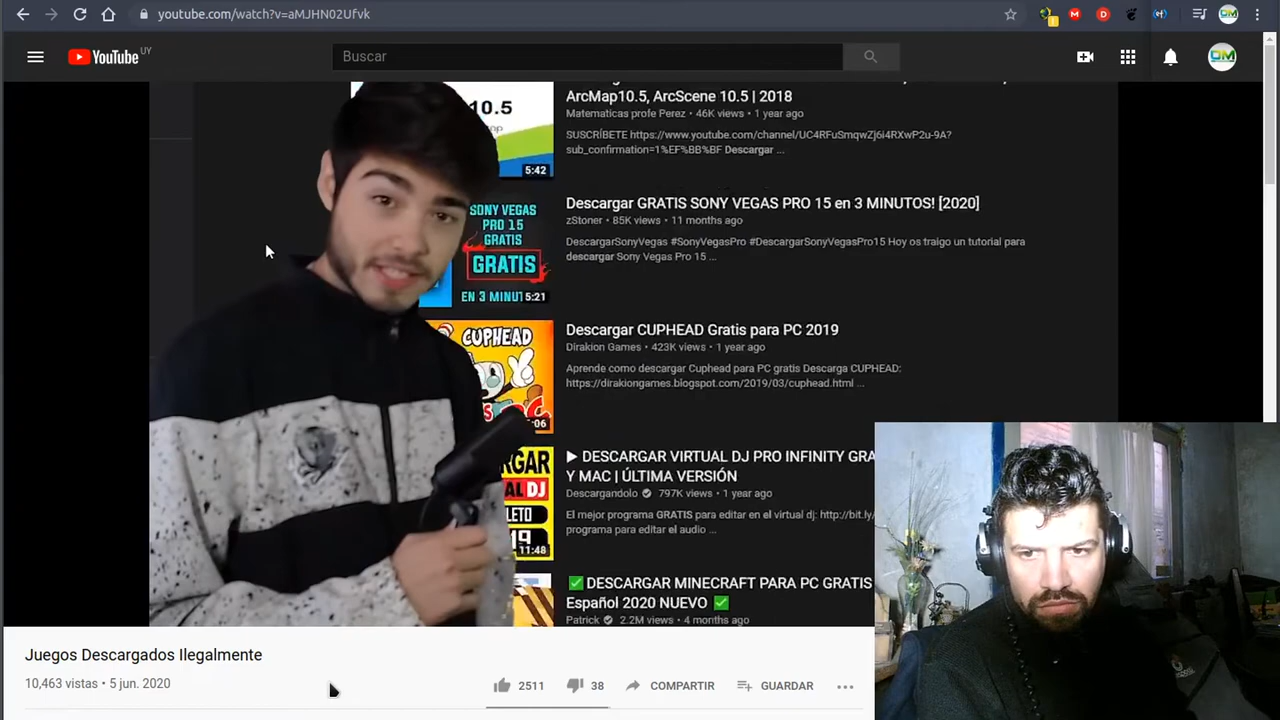 youtube.com/watch?v=aMJHN02Ufvk
YouTube UY
Buscar
10.5
5:42
ArcMap10.5, ArcScene 10.5 | 2018
Matematicas profe Perez • 46K views • 1 year ago
SUSCRÍBETE https://www.youtube.com/channel/UC4RFuSmqwZj6i4RXwP2u-9A?
sub_confirmation=1%EF%BB%BF Descargar ...
SONY VEGAS
PRO 15
GRATIS
GRATIS
EN 3 MINUT
5:21
Descargar GRATIS SONY VEGAS PRO 15 en 3 MINUTOS! [2020]
zStoner • 85K views • 11 months ago
DescargarSonyVegas #SonyVegasPro #DescargarSonyVegasPro15 Hoy os traigo un tutorial para
descargar Sony Vegas Pro 15 ...
CUPHEAD
:06
Descargar CUPHEAD Gratis para PC 2019
Dirakion Games • 423K views • 1 year ago
Aprende como descargar Cuphead para PC gratis Descarga CUPHEAD:
https://dirakiongames.blogspot.com/2019/03/cuphead.html ...
GAR
AL DJ
LETO
19
11:48
▶ DESCARGAR VIRTUAL DJ PRO INFINITY GRA
Y MAC | ÚLTIMA VERSIÓN
Descargandolo 797K views • 1 year ago
El mejor programa GRATIS para editar en el virtual dj: http://bit.ly/
programa para editar el audio ...
✅ DESCARGAR MINECRAFT PARA PC GRATIS
Español 2020 NUEVO ✅
Patrick 2.2M views • 4 months ago
Juegos Descargados Ilegalmente
10,463 vistas • 5 jun. 2020
2511
38
COMPARTIR
GUARDAR